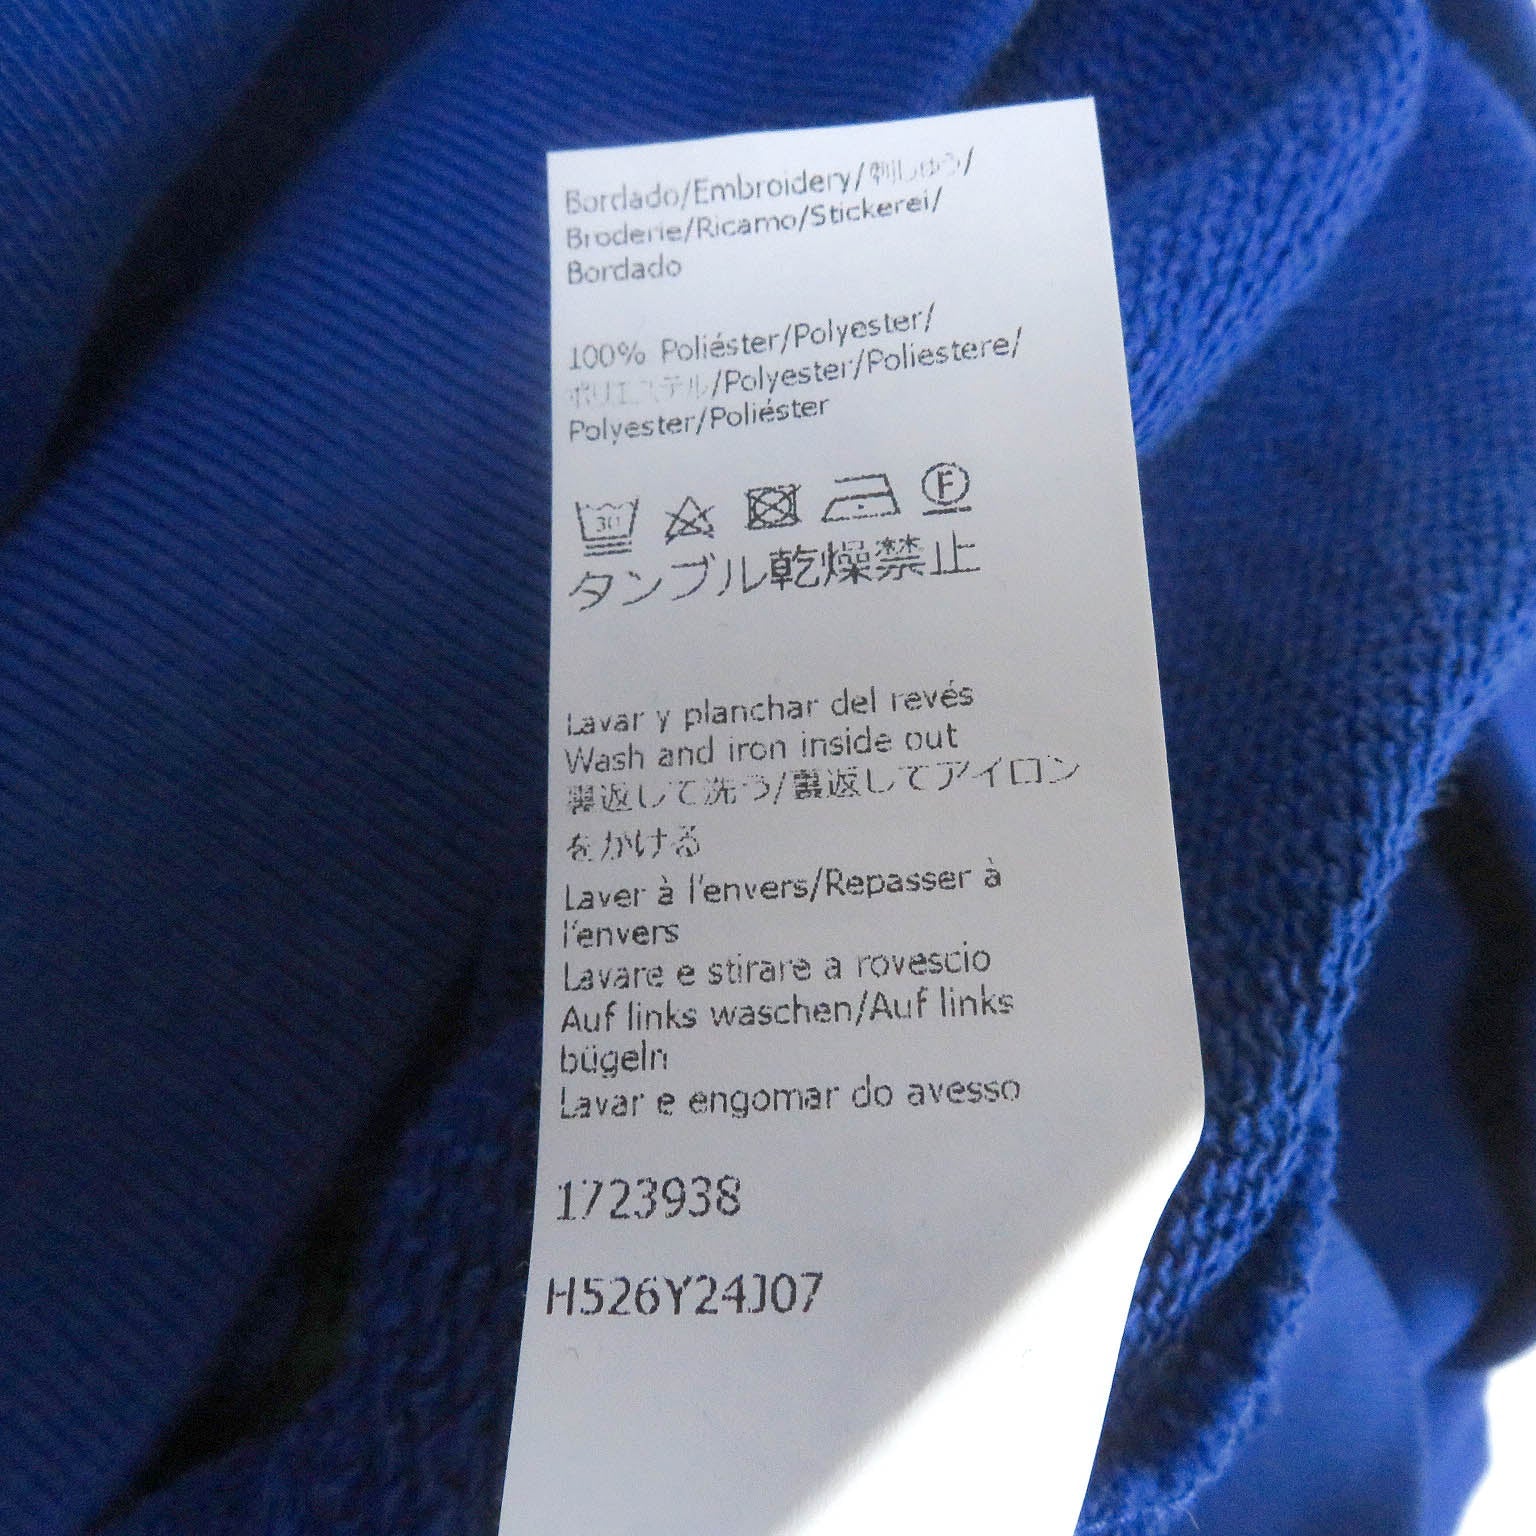 Bordado/Embroidery/刺しゅう/
Broderie/Ricamo/Stickerei/
Bordado
100% Poliéster/Polyester/
ポリエステル/Polyester/Poliestere/
Polyester/Poliéster
30
F
タンブル乾燥禁止
Lavar y planchar del revés
Wash and iron inside out
裏返して洗う/裏返してアイロン
をかける
Laver à l'envers/Repasser à
l'envers
Lavare e stirare a rovescio
Auf links waschen/Auf links
bügeln
Lavar e engomar do avesso
1723938
H526Y24J07